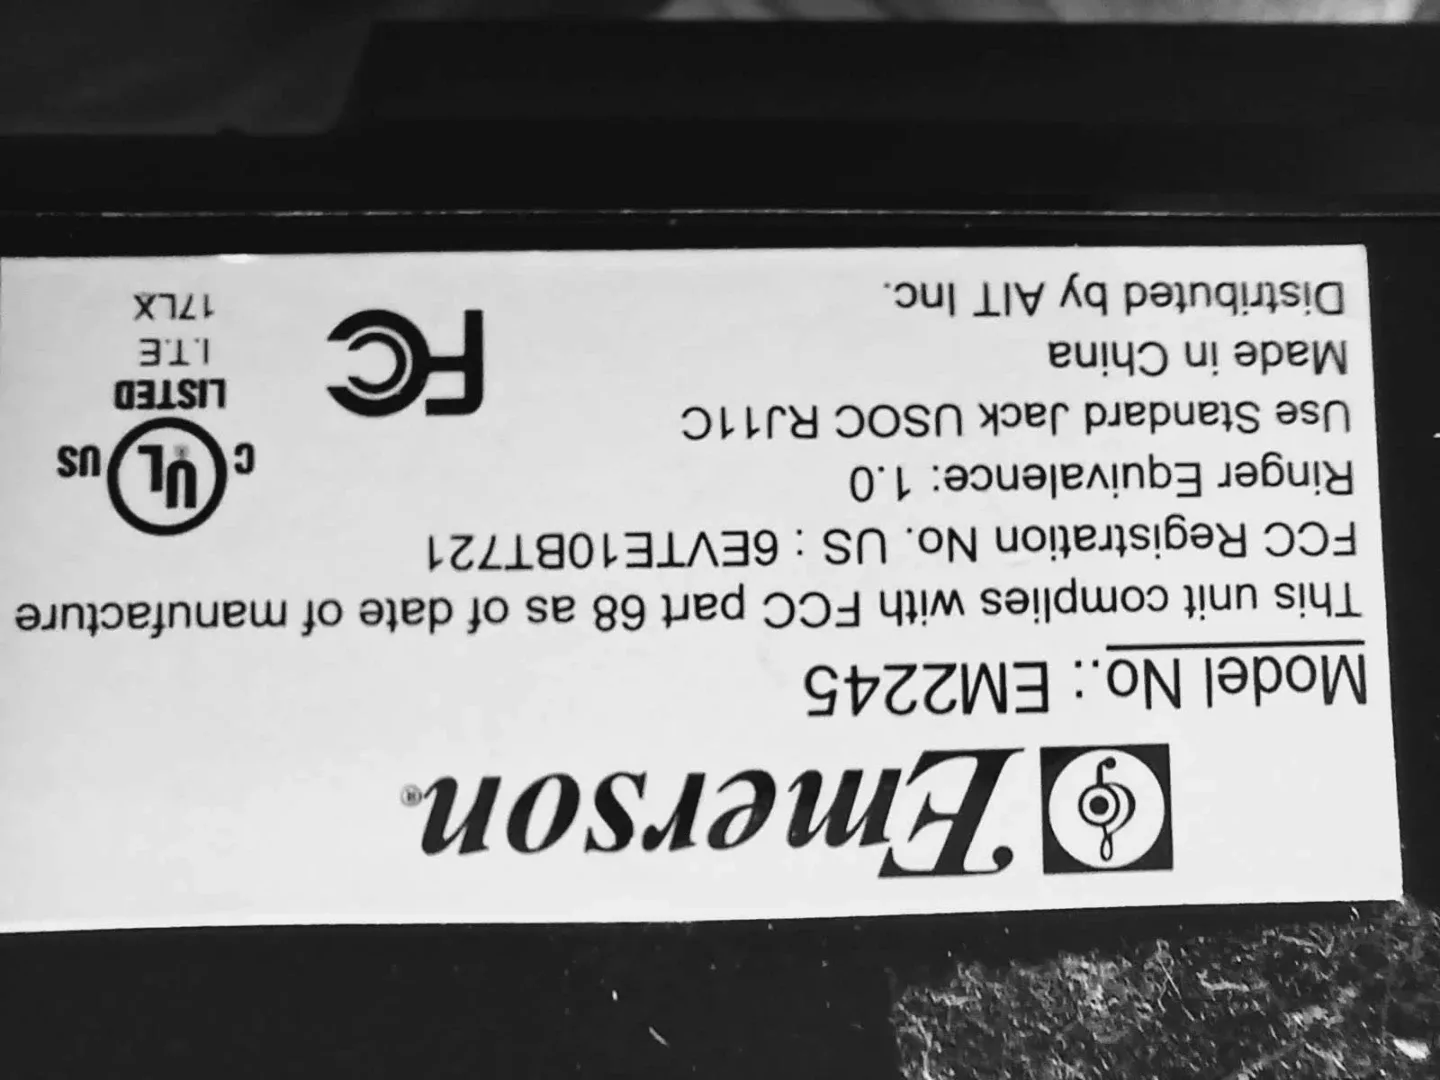 Emerson®
Model No.: EM2245
This unit complies with FCC part 68 as of date of manufacture
FCC Registration No. US : 6EVTE10BT721
Ringer Equivalence: 1.0
Use Standard Jack USOC RJ11C
Made in China
Distributed by AIT Inc.
FC
C UL US
LISTED
I.T.E
17LX